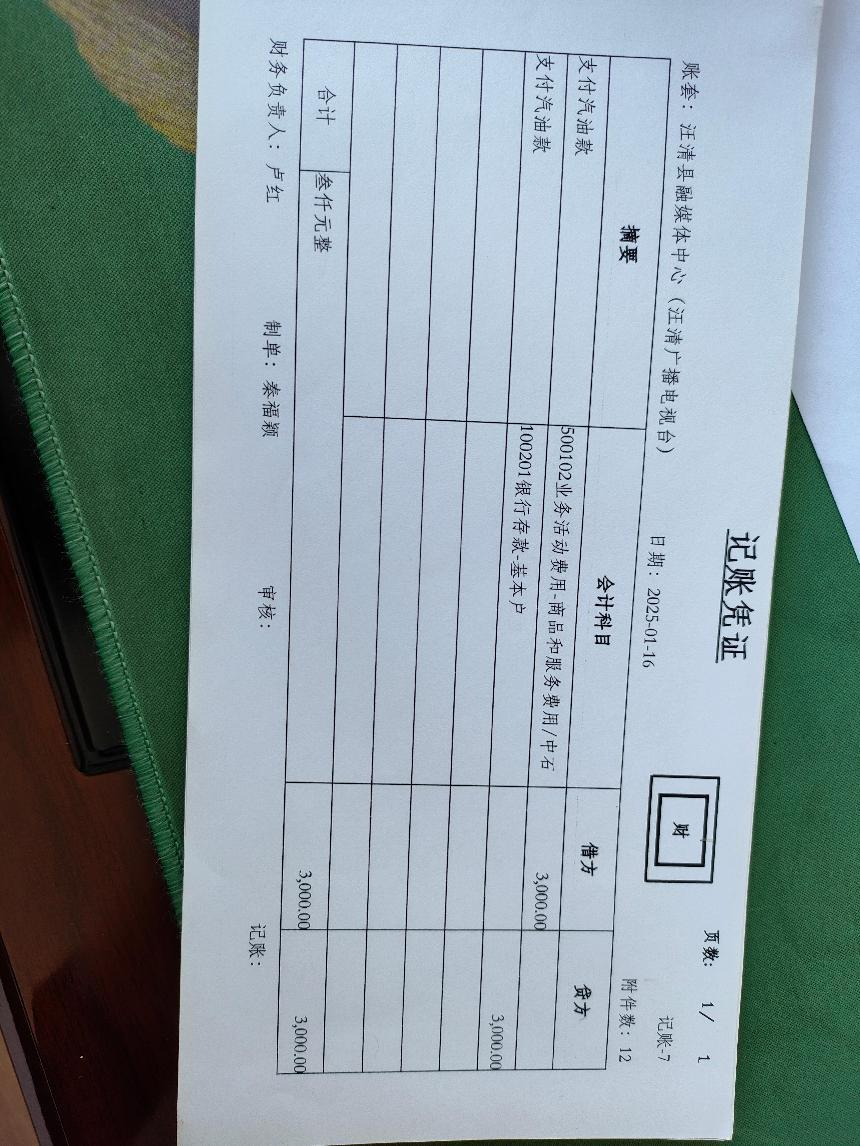 记账凭证
财
页数: 1/ 1
记账-7
账套: 汪清县融媒体中心（汪清广播电视台）
日期: 2025-01-16
附件数: 12
摘要 会计科目 借方 贷方
支付汽油款 500102业务活动费用-商品和服务费用/中石 3,000.00
支付汽油款 100201银行存款-基本户 3,000.00
合计 叁仟元整 3,000.00 3,000.00
财务负责人: 卢红 制单: 秦福颖 审核: 记账: